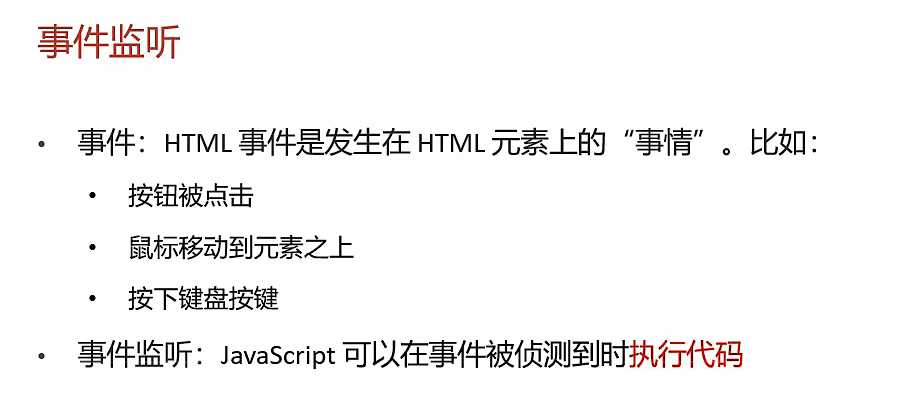 事件监听
• 事件：HTML 事件是发生在 HTML 元素上的“事情”。比如：
• 按钮被点击
• 鼠标移动到元素之上
• 按下键盘按键
• 事件监听：JavaScript 可以在事件被侦测到时执行代码